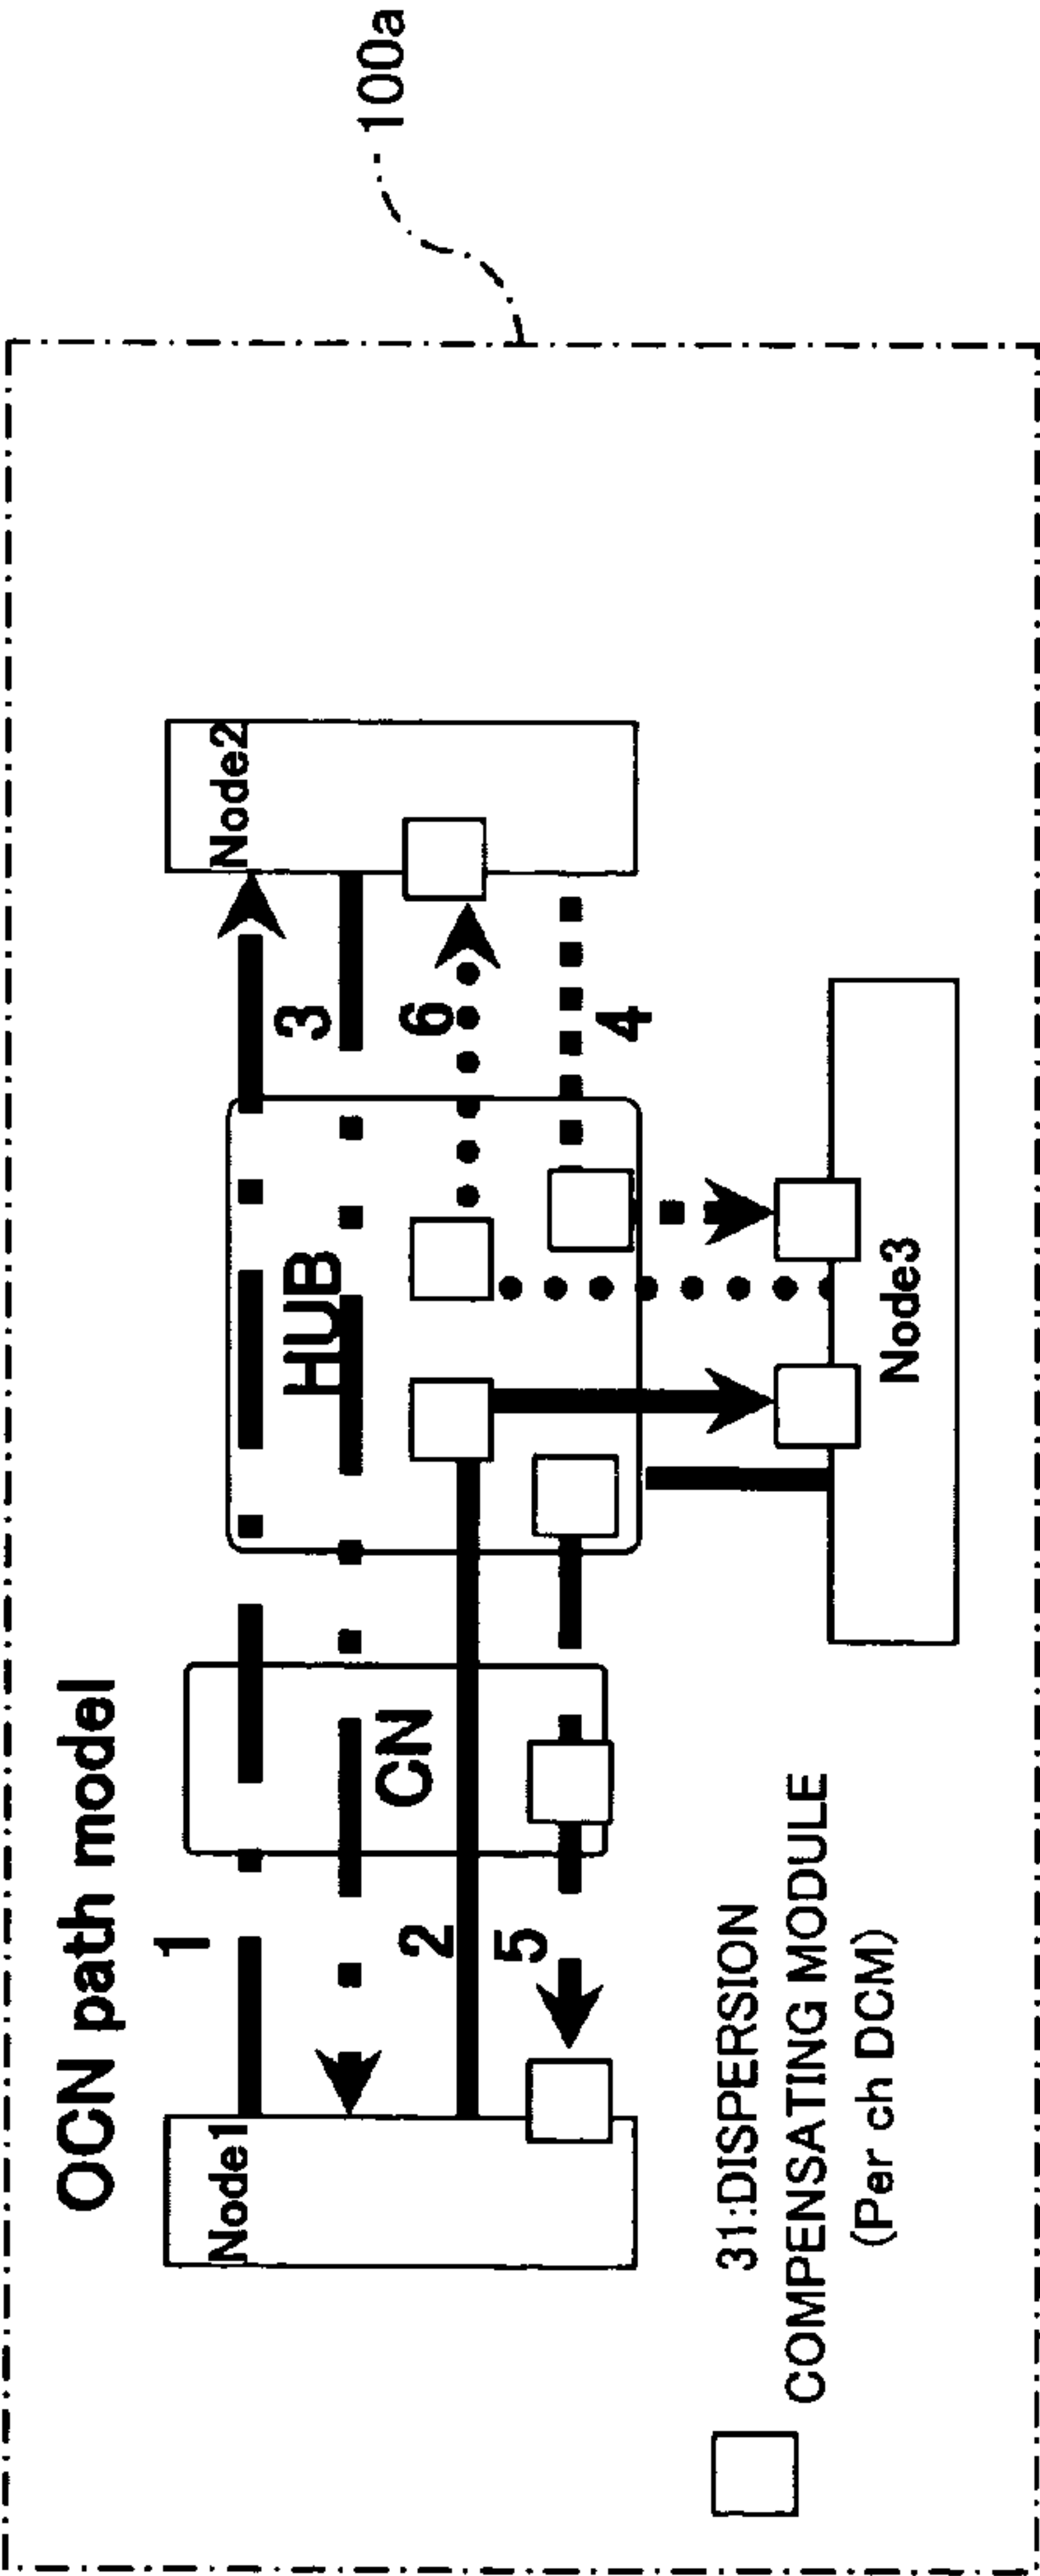 100a
OCN path model
1
3
Node2
HUB
6
CN
2
4
5
Node1
Node3
31:DISPERSION
COMPENSATING MODULE
(Per ch DCM)